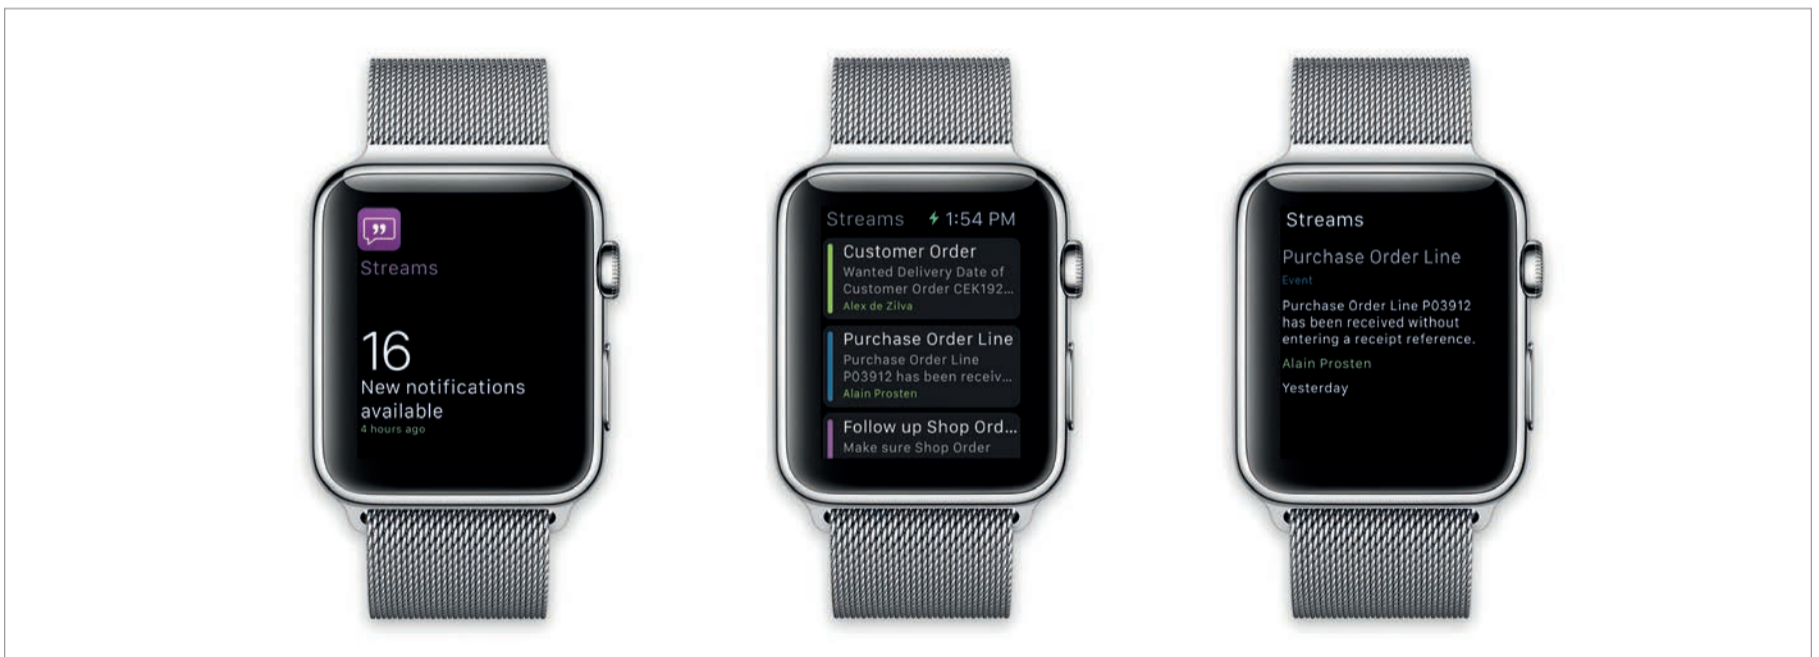 Streams
16
New notifications
available
4 hours ago
Streams 1:54 PM
Customer Order
Wanted Delivery Date of
Customer Order CEK192...
Alex de Zilva
Purchase Order Line
Purchase Order Line
P03912 has been receiv...
Alain Prosten
Follow up Shop Ord...
Make sure Shop Order
Streams
Purchase Order Line
Event
Purchase Order Line P03912
has been received without
entering a receipt reference.
Alain Prosten
Yesterday